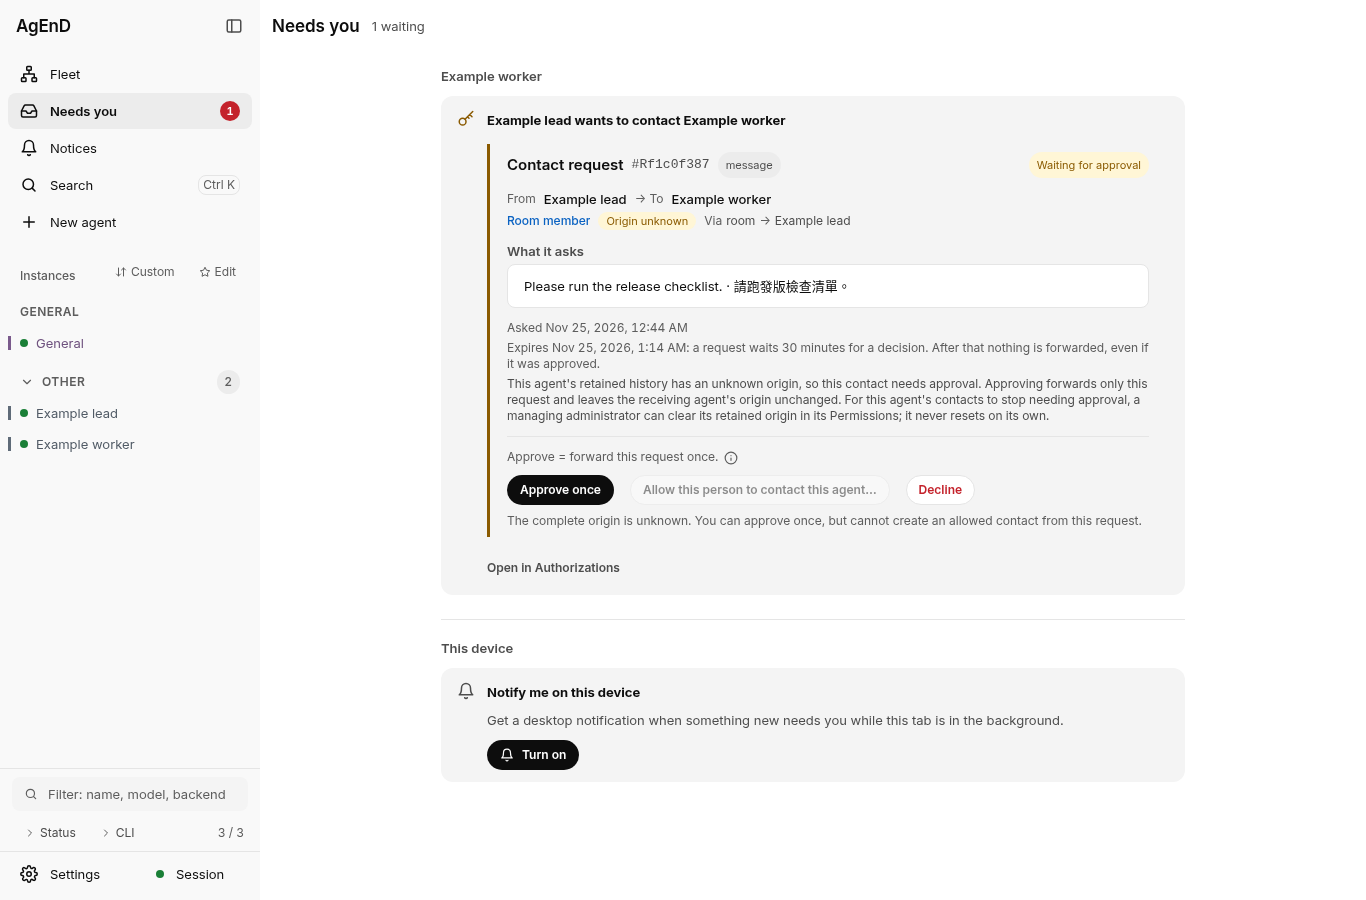 AgEnD
Fleet
Needs you 1
Notices
Search Ctrl K
New agent
Instances Custom Edit
GENERAL
General
OTHER 2
Example lead
Example worker
Filter: name, model, backend
Status CLI 3 / 3
Settings Session
Needs you 1 waiting
Example worker
Example lead wants to contact Example worker
Contact request #Rf1c0f387 message Waiting for approval
From Example lead → To Example worker
Room member Origin unknown Via room → Example lead
What it asks
Please run the release checklist. · 請跑發版檢查清單。
Asked Nov 25, 2026, 12:44 AM
Expires Nov 25, 2026, 1:14 AM: a request waits 30 minutes for a decision. After that nothing is forwarded, even if
it was approved.
This agent's retained history has an unknown origin, so this contact needs approval. Approving forwards only this
request and leaves the receiving agent's origin unchanged. For this agent's contacts to stop needing approval, a
managing administrator can clear its retained origin in its Permissions; it never resets on its own.
Approve = forward this request once.
Approve once Allow this person to contact this agent... Decline
The complete origin is unknown. You can approve once, but cannot create an allowed contact from this request.
Open in Authorizations
This device
Notify me on this device
Get a desktop notification when something new needs you while this tab is in the background.
Turn on